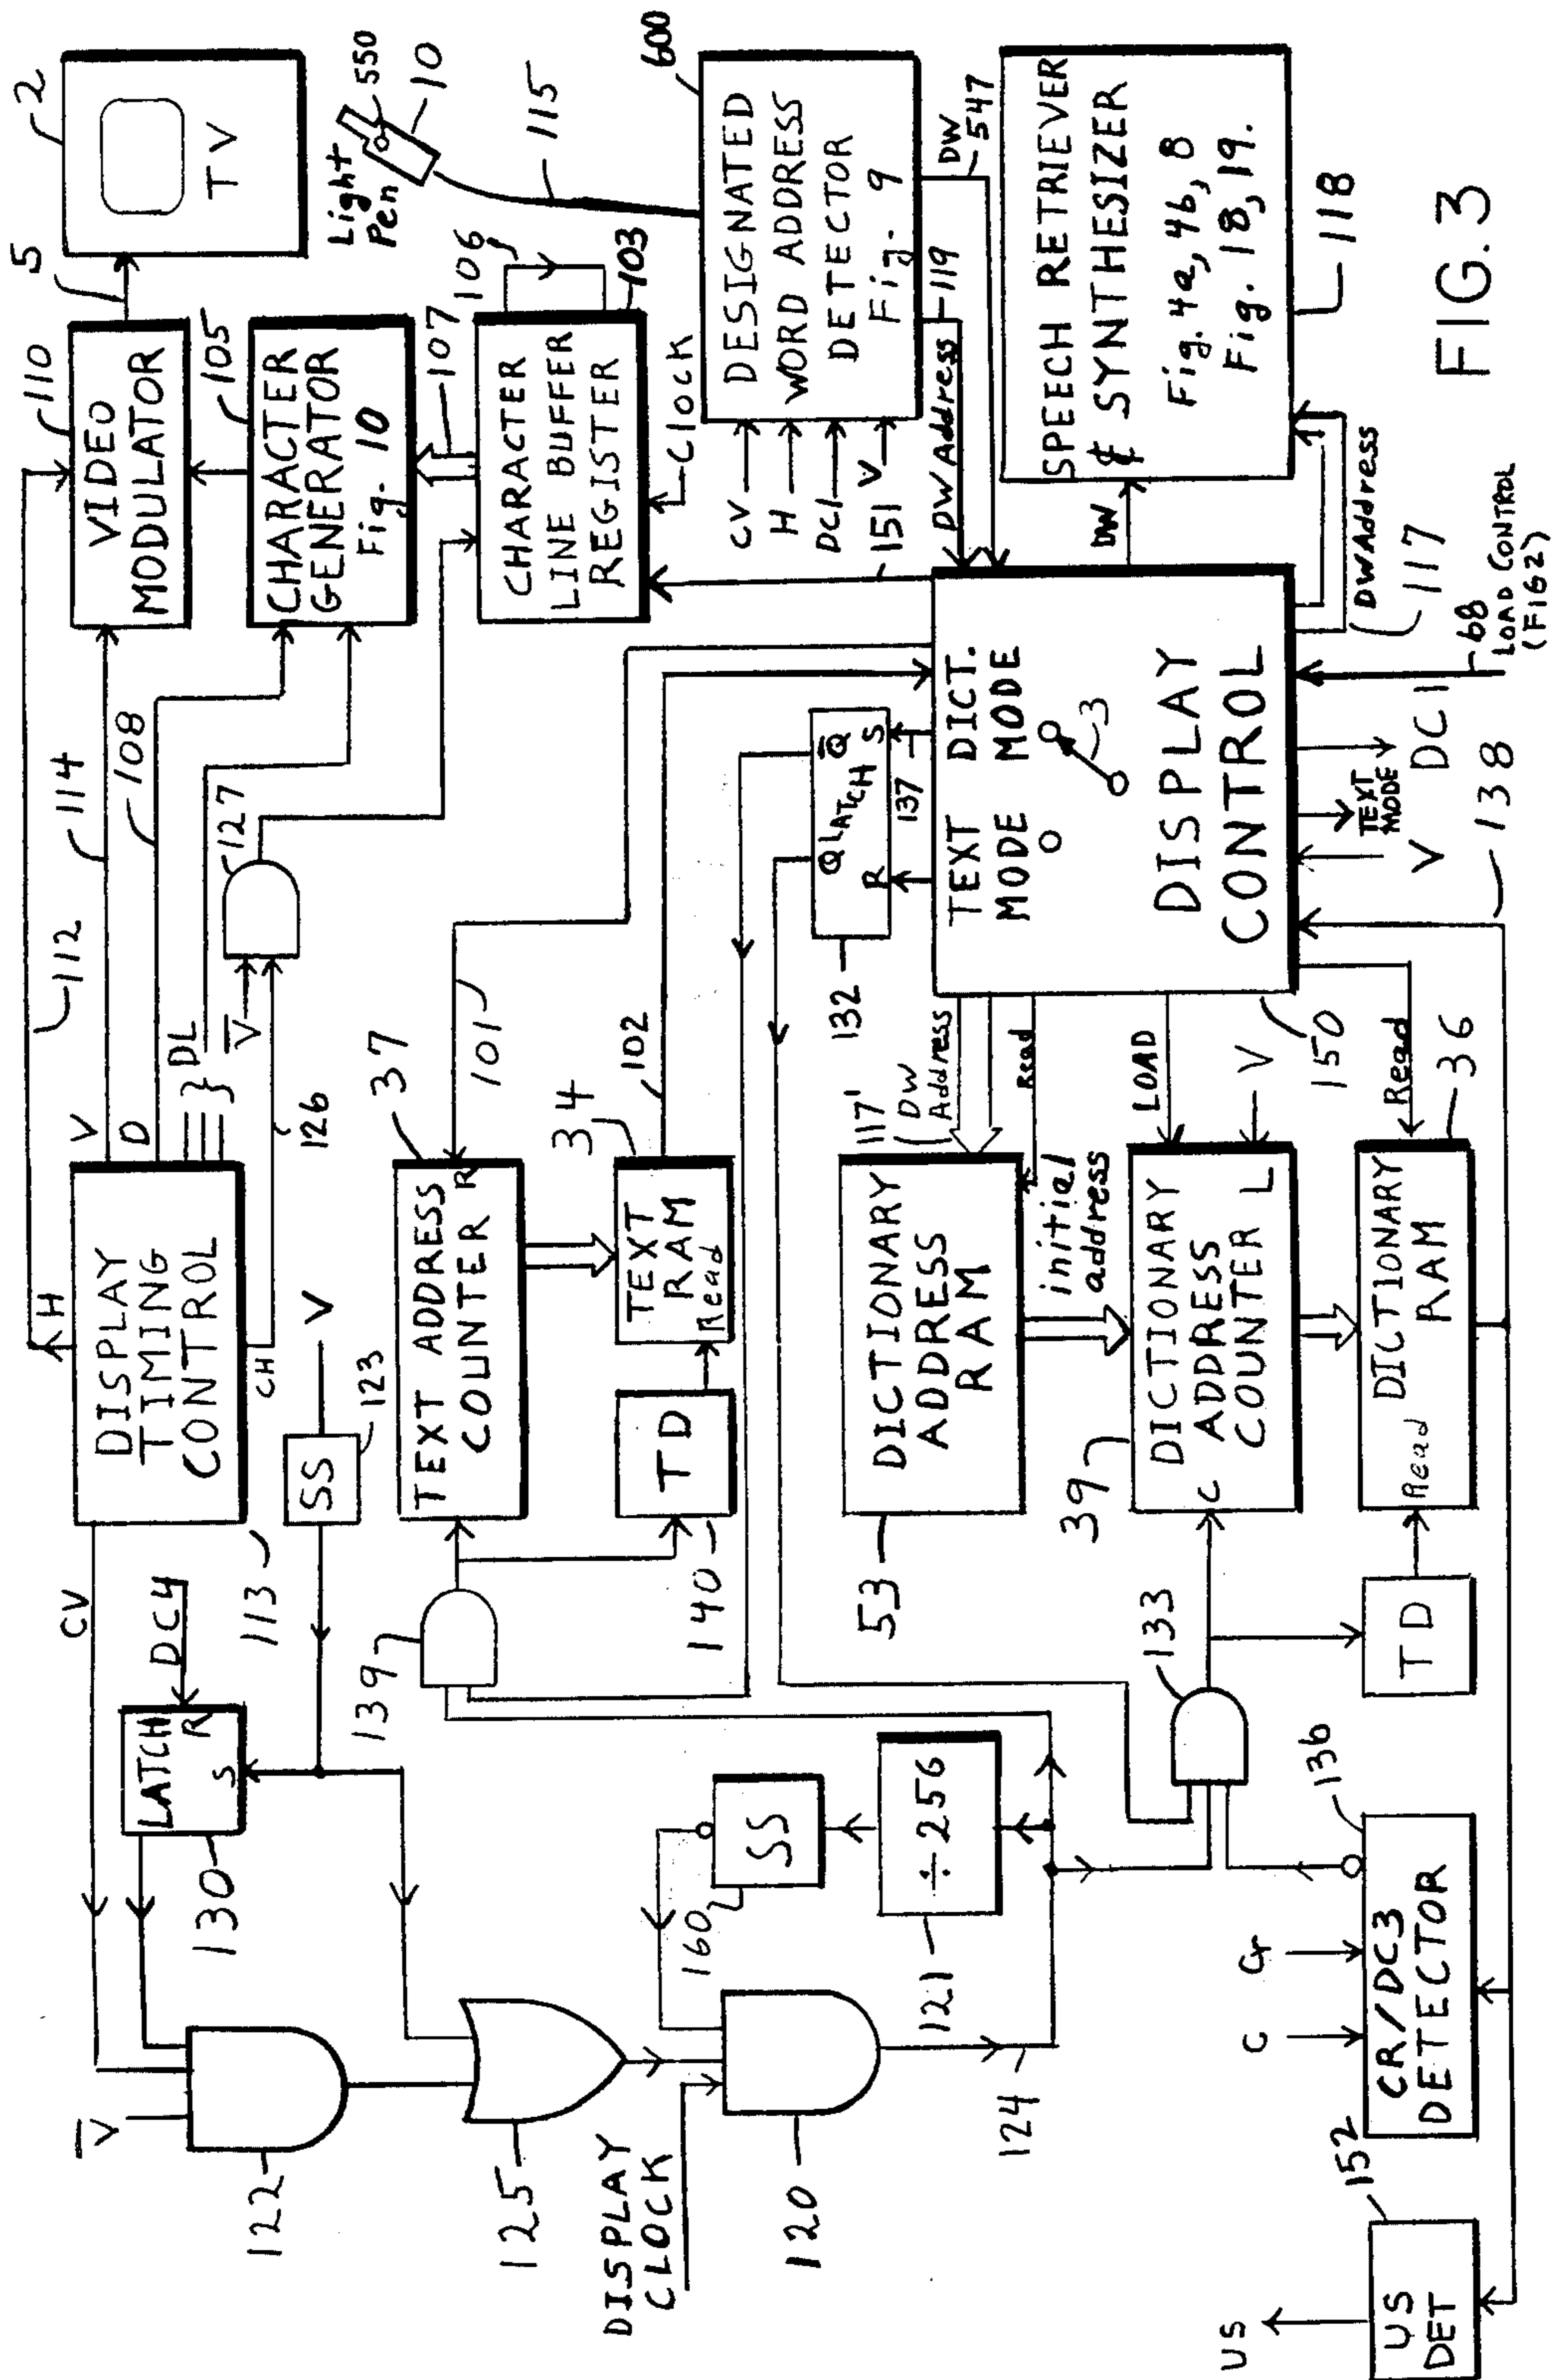 2
TV
5
110
VIDEO
MODULATOR
112
114
108
105
CHARACTER
GENERATOR
Fig. 10
107
106
CHARACTER
LINE BUFFER
REGISTER
103
Clock
Light
Pen
550
10
115
600
DESIGNATED
WORD ADDRESS
DETECTOR
Fig. 9
CV
H
DC1
V
151
DW Address
119
DW
547
SPEECH RETRIEVER
& SYNTHESIZER
Fig. 4a, 4b, 8
Fig. 18, 19.
118
DW
DW Address
117
68
LOAD CONTROL
(FIG 2)
TEXT
MODE
DICT.
MODE
3
DISPLAY
CONTROL
V
TEXT
MODE
DC1
138
150
132
Q LATCH Q̅
R
S
137
127
V̅
126
DL
D
V
H
CH
CV
DISPLAY
TIMING
CONTROL
113
V
SS
123
DC4
LATCH
R
S
130
37
TEXT ADDRESS
COUNTER
R
101
34
TEXT
RAM
Read
102
TD
140
139
117'
DW
Address
Read
53
DICTIONARY
ADDRESS
RAM
initial
address
LOAD
V
39
DICTIONARY
ADDRESS
COUNTER
L
C
Read
36
DICTIONARY
RAM
Read
TD
133
136
CR/DC3
DETECTOR
G
Gr
152
US
DET
US
V̅
122
125
DISPLAY
CLOCK
120
124
121
÷256
SS
160
FIG. 3